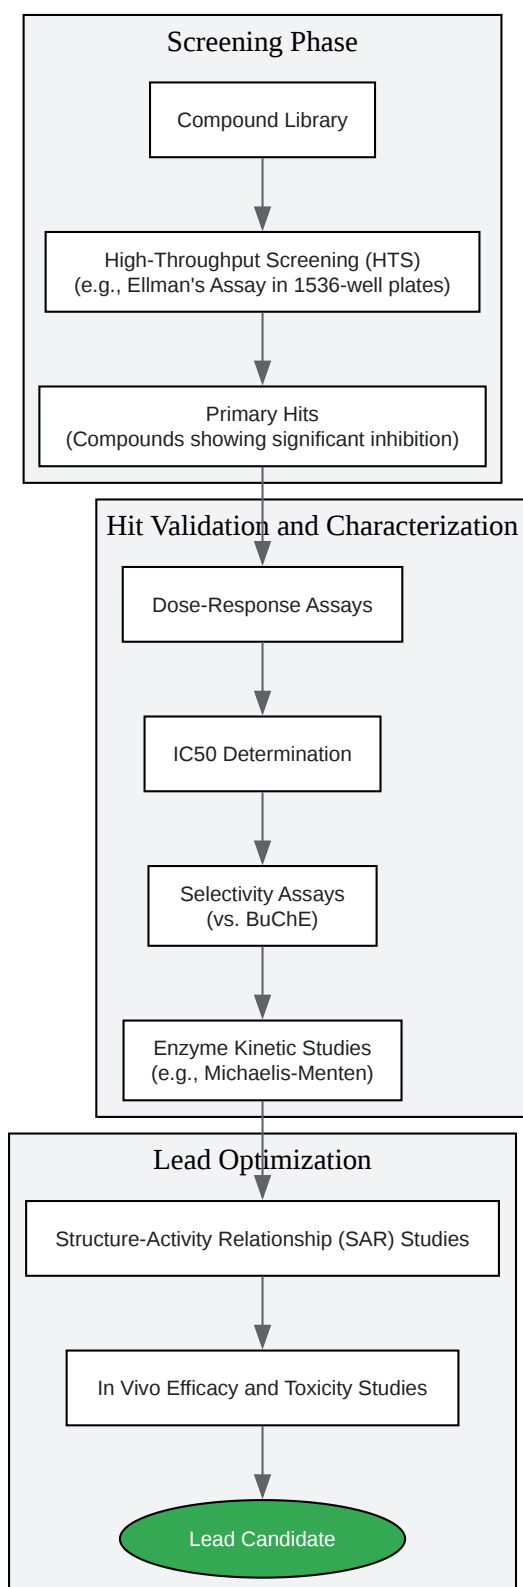 Screening Phase
Compound Library
High-Throughput Screening (HTS)
(e.g., Ellman's Assay in 1536-well plates)
Primary Hits
(Compounds showing significant inhibition)
Hit Validation and Characterization
Dose-Response Assays
IC50 Determination
Selectivity Assays
(vs. BuChE)
Enzyme Kinetic Studies
(e.g., Michaelis-Menten)
Lead Optimization
Structure-Activity Relationship (SAR) Studies
In Vivo Efficacy and Toxicity Studies
Lead Candidate